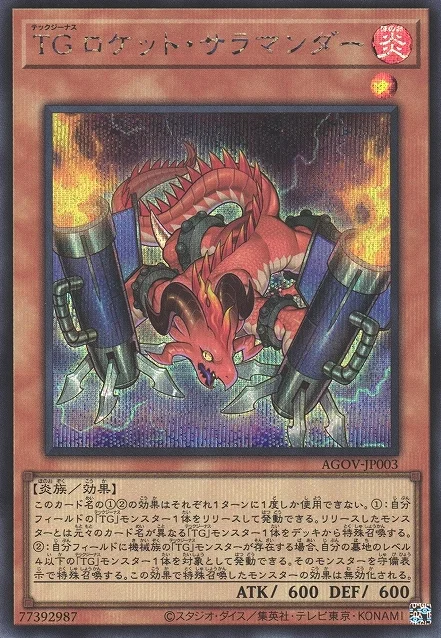 テックジーナス
TG ロケット・サラマンダー
炎
AGOV-JP003
【炎族／効果】
このカード名の①②の効果はそれぞれ1ターンに1度しか使用できない。①：自分
フィールドの「TG」モンスター1体をリリースして発動できる。リリースしたモンス
ターとは元々のカード名が異なる「TG」モンスター1体をデッキから特殊召喚する。
②：自分フィールドに機械族の「TG」モンスターが存在する場合、自分の墓地のレベル
4以下の「TG」モンスター1体を対象として発動できる。そのモンスターを守備表
示で特殊召喚する。この効果で特殊召喚したモンスターの効果は無効化される。
ATK/ 600 DEF/ 600
77392987
©スタジオ・ダイス/集英社・テレビ東京・KONAMI